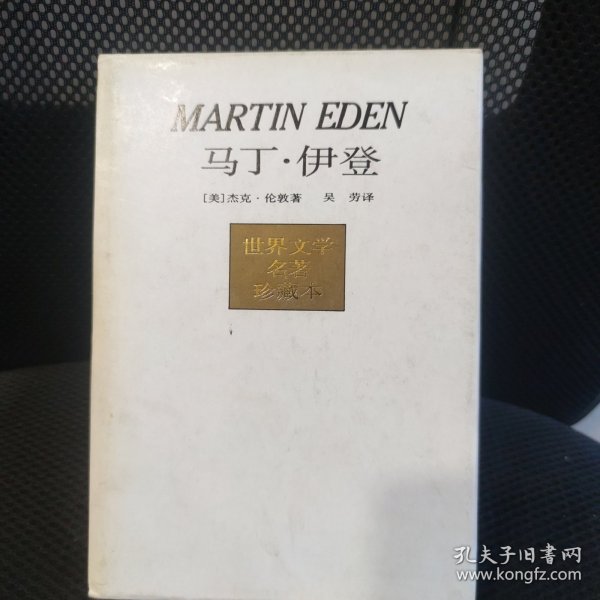 MARTIN EDEN
马丁·伊登
[美]杰克·伦敦著 吴 劳译
世界文学
名著
珍藏本
孔夫子旧书网
www.kongfz.com